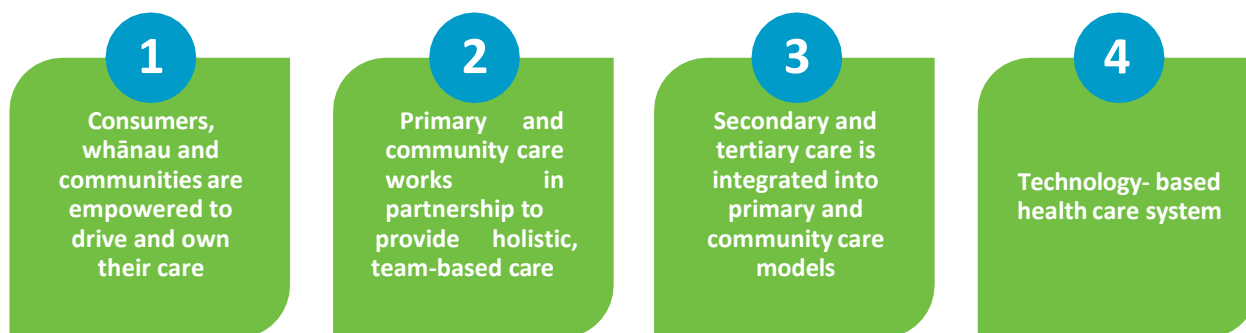 1
Consumers,
whānau and
communities are
empowered to
drive and own
their care
2
Primary and
community care
works in
partnership to
provide holistic,
team-based care
3
Secondary and
tertiary care is
integrated into
primary and
community care
models
4
Technology- based
health care system